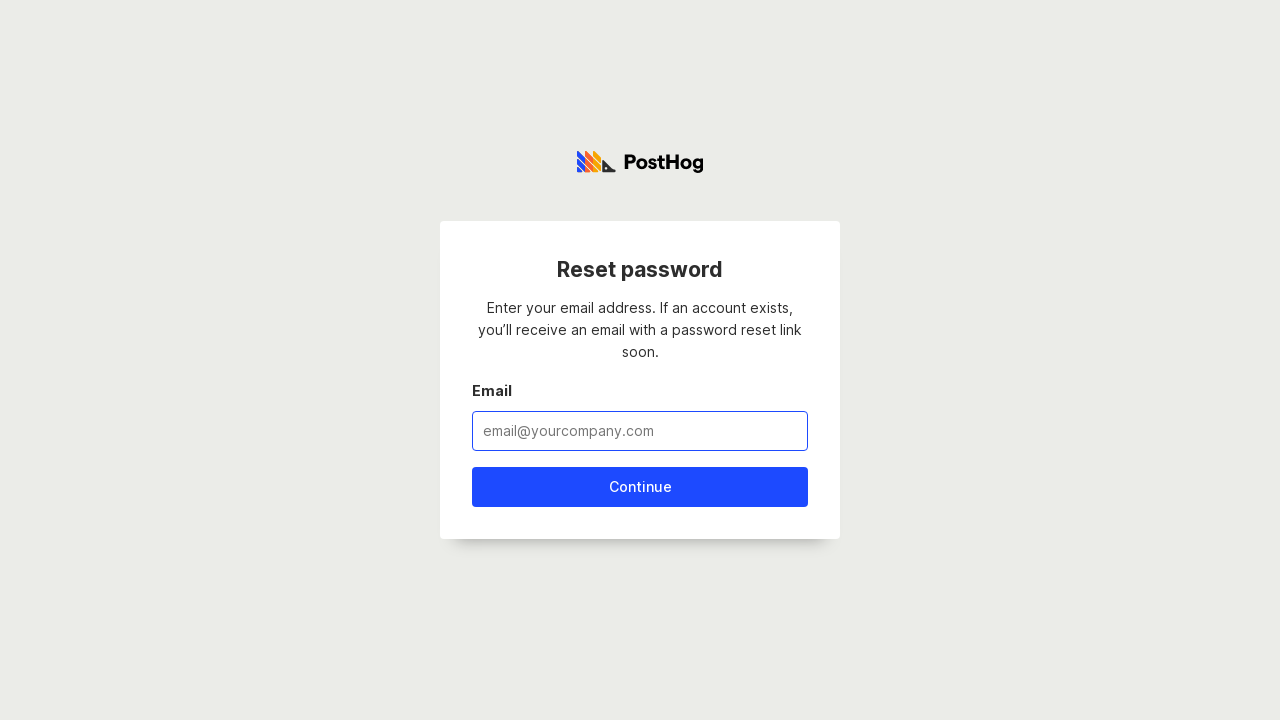 PostHog
Reset password
Enter your email address. If an account exists,
you’ll receive an email with a password reset link
soon.
Email
email@yourcompany.com
Continue